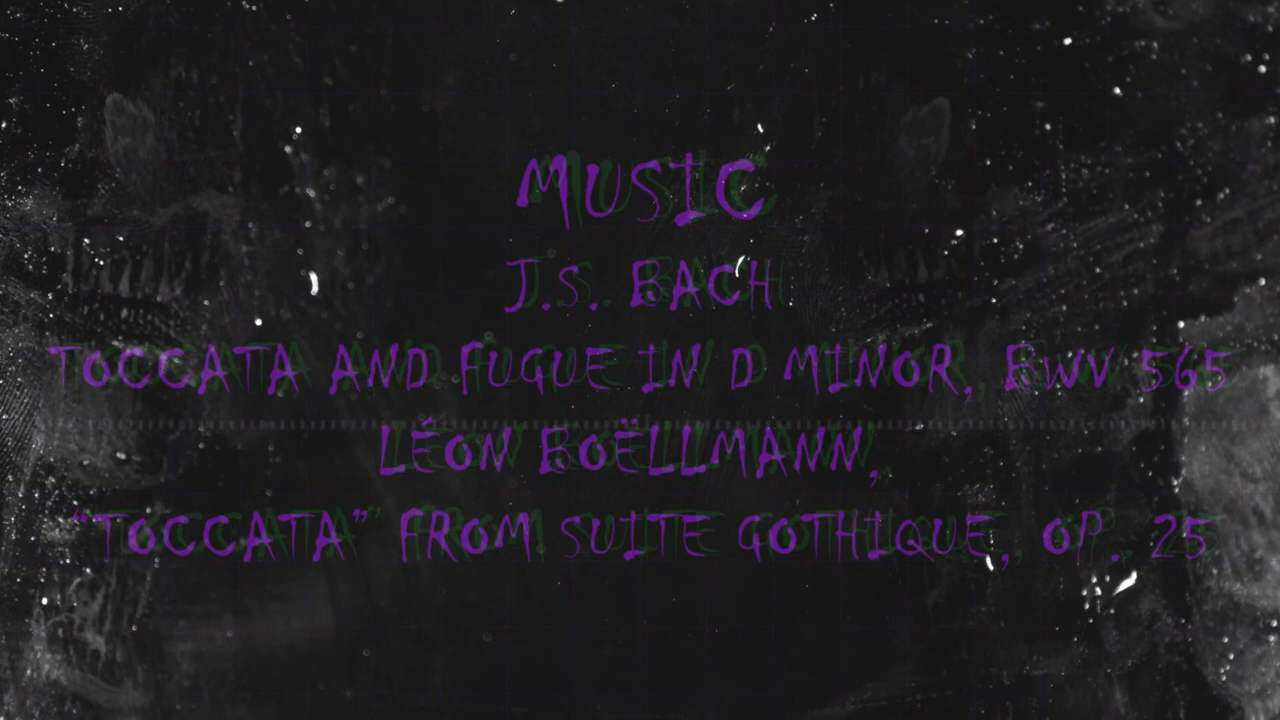 MUSIC
J.S. BACH
TOCCATA AND FUGUE IN D MINOR, BWV 565
LÉON BOËLLMANN,
“TOCCATA” FROM SUITE GOTHIQUE, OP. 25